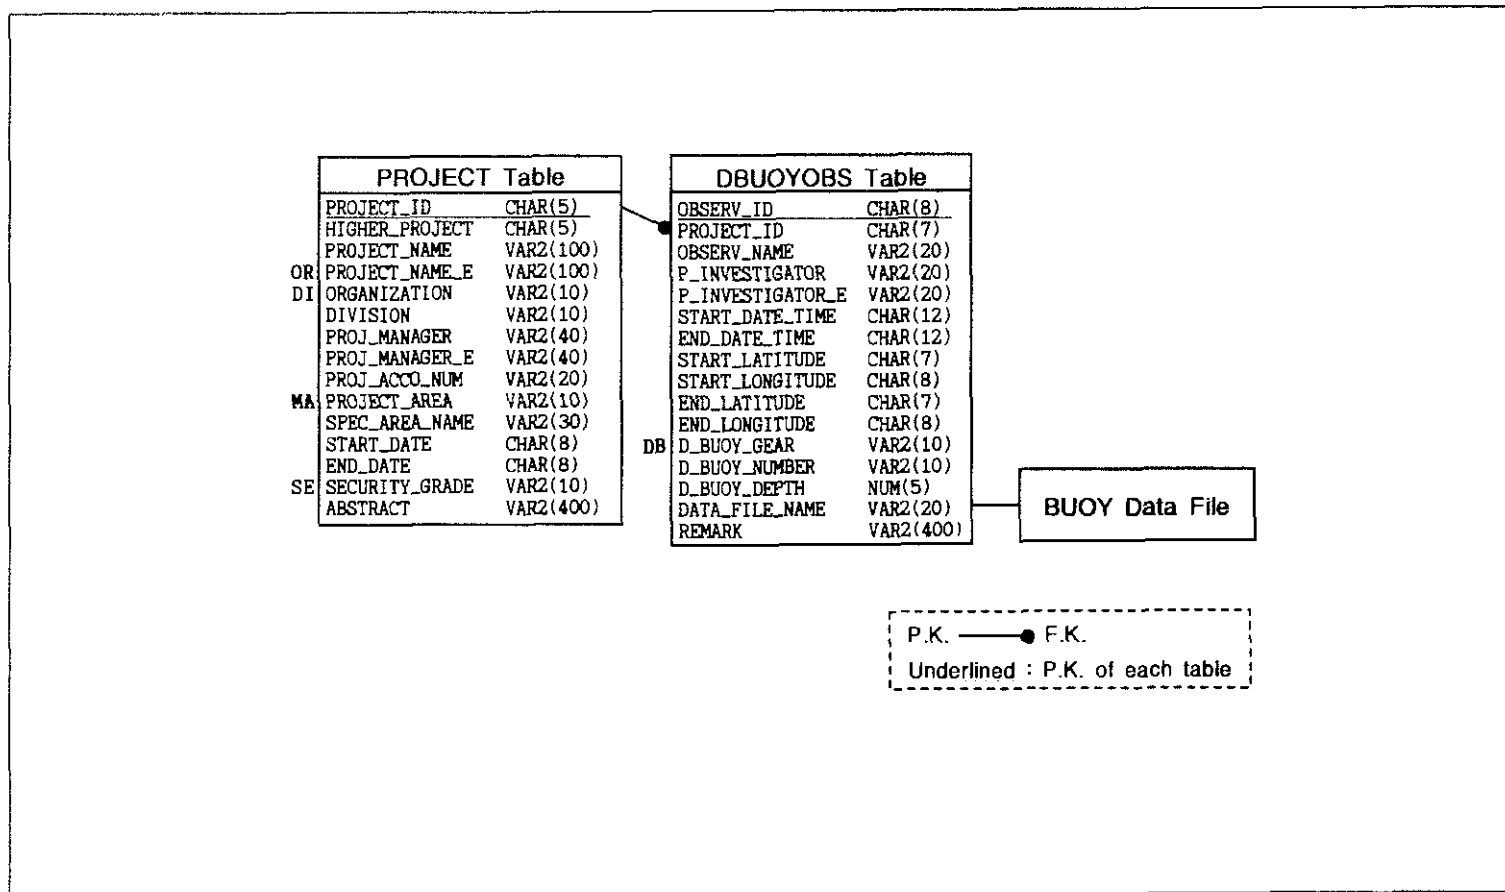 PROJECT Table
PROJECT_ID CHAR(5)
HIGHER_PROJECT CHAR(5)
PROJECT_NAME VAR2(100)
OR PROJECT_NAME_E VAR2(100)
DI ORGANIZATION VAR2(10)
DIVISION VAR2(10)
PROJ_MANAGER VAR2(40)
PROJ_MANAGER_E VAR2(40)
PROJ_ACCO_NUM VAR2(20)
MA PROJECT_AREA VAR2(10)
SPEC_AREA_NAME VAR2(30)
START_DATE CHAR(8)
END_DATE CHAR(8)
SE SECURITY_GRADE VAR2(10)
ABSTRACT VAR2(400)
DBUOYOBS Table
OBSERV_ID CHAR(8)
PROJECT_ID CHAR(7)
OBSERV_NAME VAR2(20)
P_INVESTIGATOR VAR2(20)
P_INVESTIGATOR_E VAR2(20)
START_DATE_TIME CHAR(12)
END_DATE_TIME CHAR(12)
START_LATITUDE CHAR(7)
START_LONGITUDE CHAR(8)
END_LATITUDE CHAR(7)
END_LONGITUDE CHAR(8)
DB D_BUOY_GEAR VAR2(10)
D_BUOY_NUMBER VAR2(10)
D_BUOY_DEPTH NUM(5)
DATA_FILE_NAME VAR2(20)
REMARK VAR2(400)
BUOY Data File
P.K. F.K.
Underlined : P.K. of each table